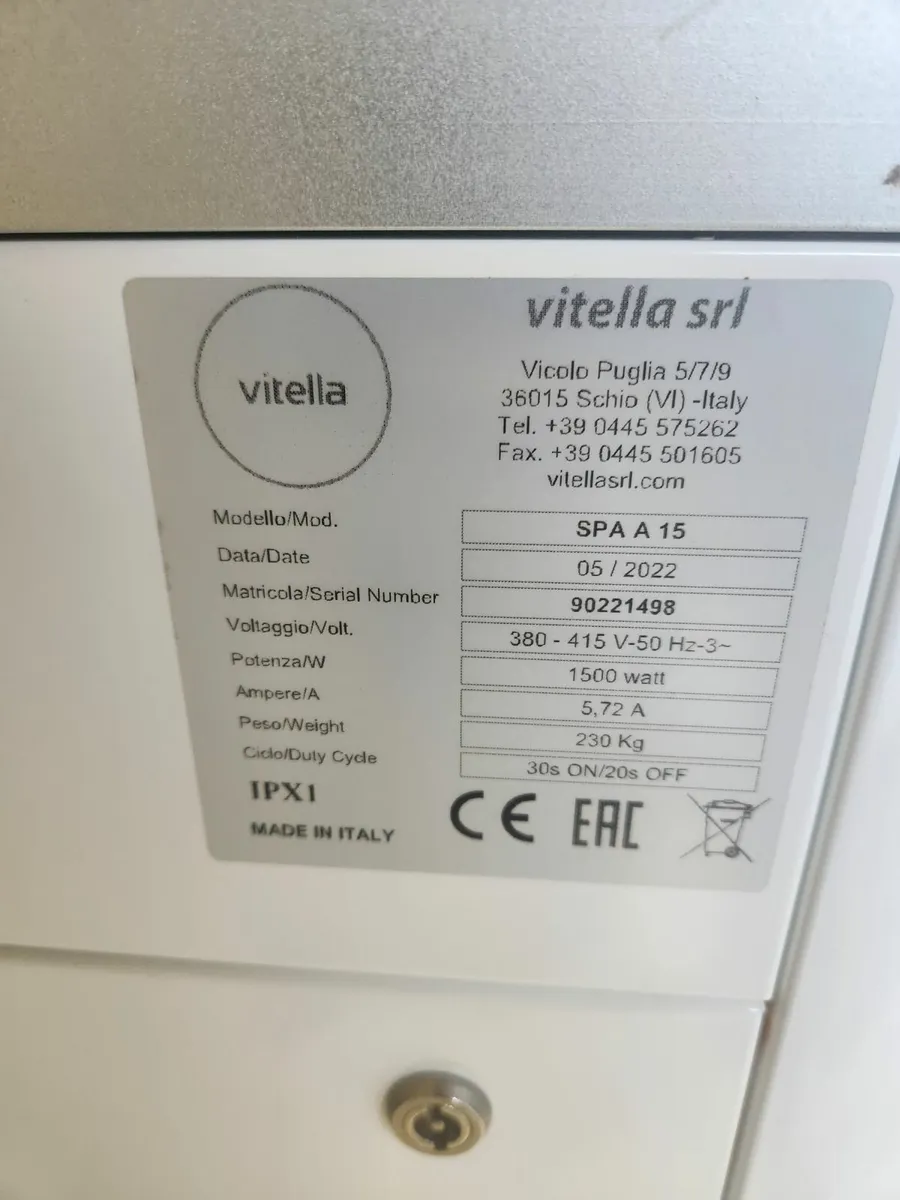 vitella
vitella srl
Vicolo Puglia 5/7/9
36015 Schio (VI) -Italy
Tel. +39 0445 575262
Fax. +39 0445 501605
vitellasrl.com
Modello/Mod. SPA A 15
Data/Date 05 / 2022
Matricola/Serial Number 90221498
Voltaggio/Volt. 380 - 415 V-50 Hz-3~
Potenza/W 1500 watt
Ampere/A 5,72 A
Peso/Weight 230 Kg
Ciclo/Duty Cycle 30s ON/20s OFF
IPX1
MADE IN ITALY
CE EAC